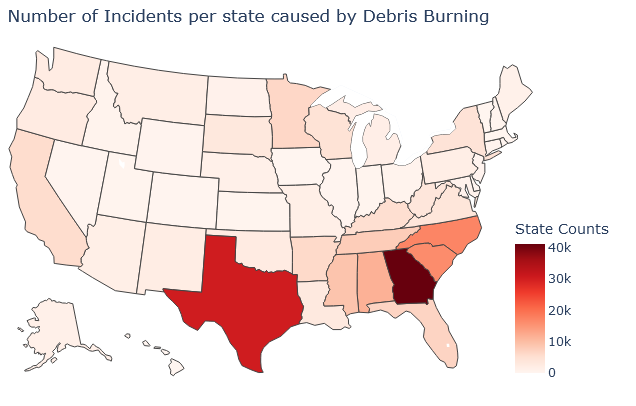 Number of Incidents per state caused by Debris Burning
State Counts
40k
30k
20k
10k
0